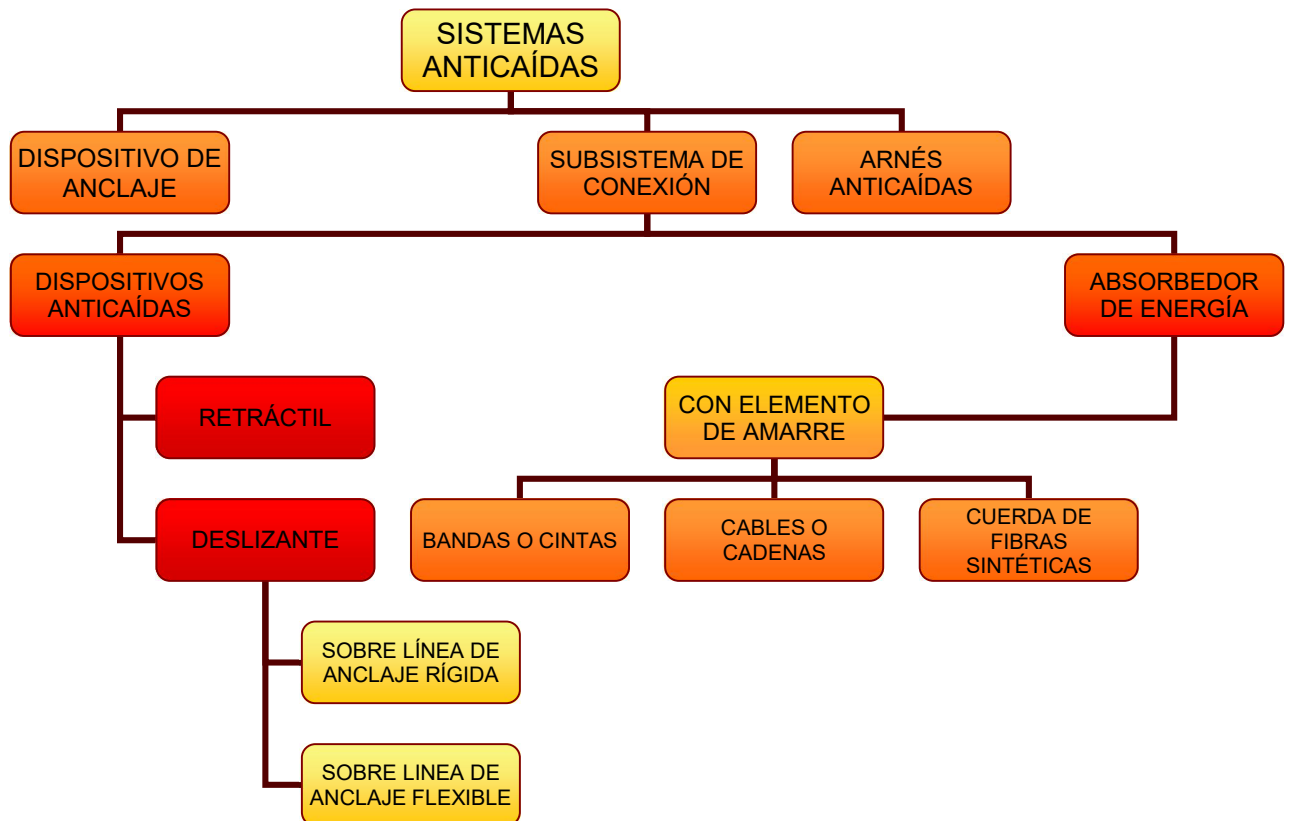 SISTEMAS
ANTICAÍDAS
DISPOSITIVO DE
ANCLAJE
SUBSISTEMA DE
CONEXIÓN
ARNÉS
ANTICAÍDAS
DISPOSITIVOS
ANTICAÍDAS
ABSORBEDOR
DE ENERGÍA
RETRÁCTIL
CON ELEMENTO
DE AMARRE
DESLIZANTE
BANDAS O CINTAS
CABLES O
CADENAS
CUERDA DE
FIBRAS
SINTÉTICAS
SOBRE LÍNEA DE
ANCLAJE RÍGIDA
SOBRE LINEA DE
ANCLAJE FLEXIBLE